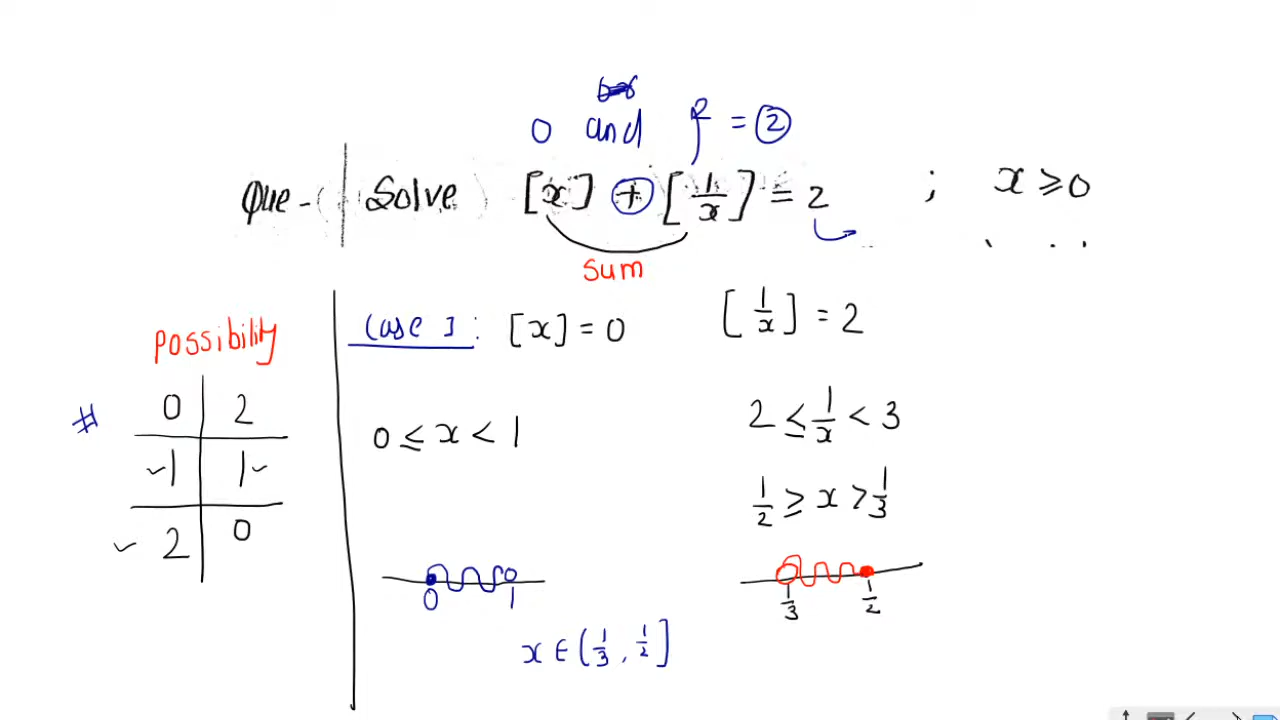 0 and f = 2
Que - Solve [x] + [1/x] = 2 ; x ≥ 0
sum
possibility
# 0 2
✓1 1✓
✓ 2 0
Case 1 : [x] = 0 [1/x] = 2
0 ≤ x < 1 2 ≤ 1/x < 3
1/2 ≥ x > 1/3
0 1 1/3 1/2
x ∈ (1/3, 1/2]